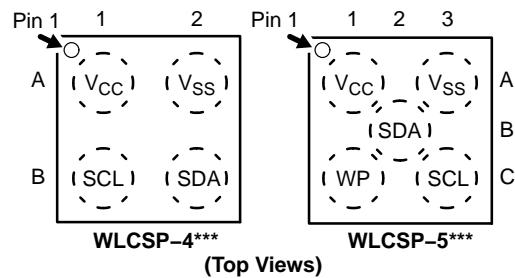 Pin 1 1 2
A VCC VSS
B SCL SDA
WLCSP–4***
Pin 1 1 2 3
VCC VSS A
SDA B
WP SCL C
WLCSP–5***
(Top Views)